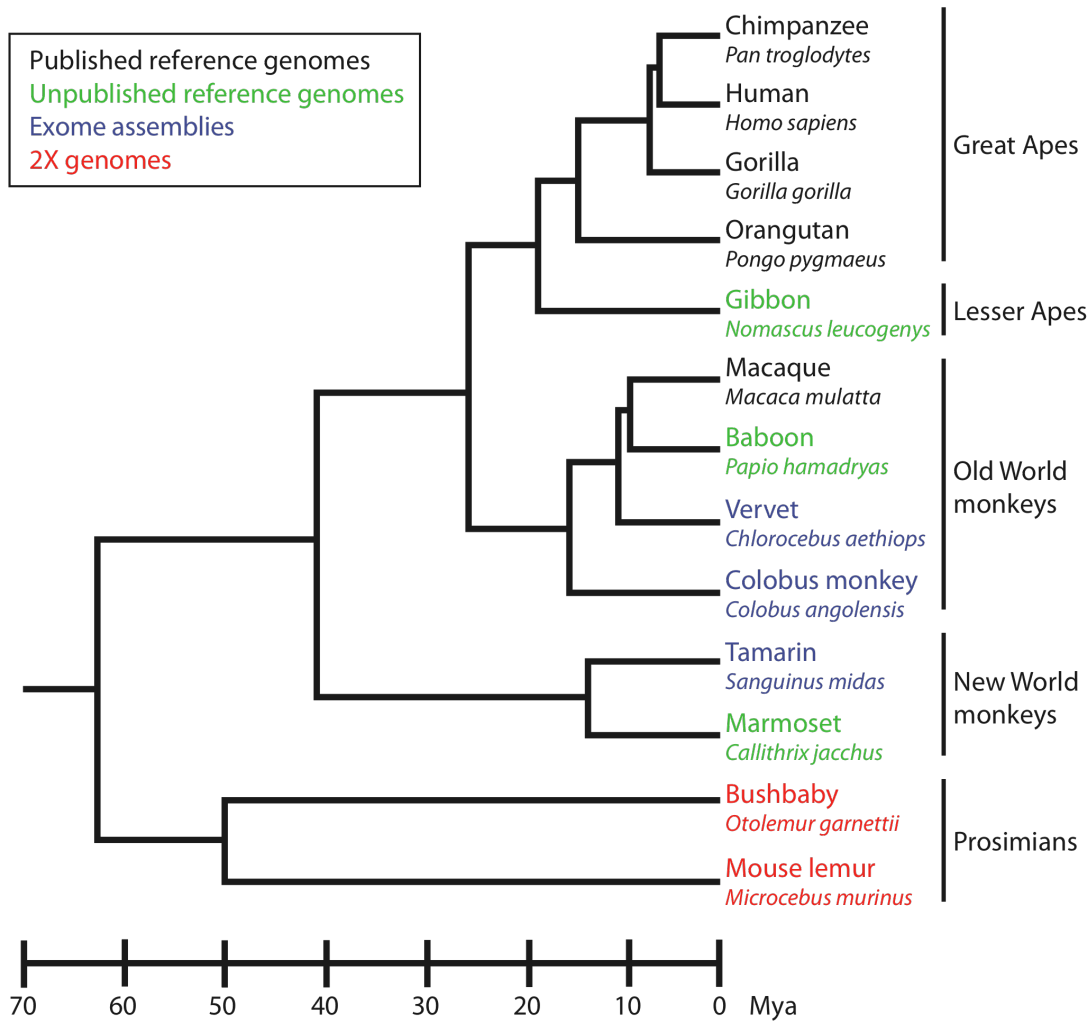 Published reference genomes
Unpublished reference genomes
Exome assemblies
2X genomes
Chimpanzee
Pan troglodytes
Human
Homo sapiens
Gorilla
Gorilla gorilla
Orangutan
Pongo pygmaeus
Great Apes
Gibbon
Nomascus leucogenys
Lesser Apes
Macaque
Macaca mulatta
Baboon
Papio hamadryas
Vervet
Chlorocebus aethiops
Colobus monkey
Colobus angolensis
Old World
monkeys
Tamarin
Sanguinus midas
Marmoset
Callithrix jacchus
New World
monkeys
Bushbaby
Otolemur garnettii
Mouse lemur
Microcebus murinus
Prosimians
70 60 50 40 30 20 10 0 Mya